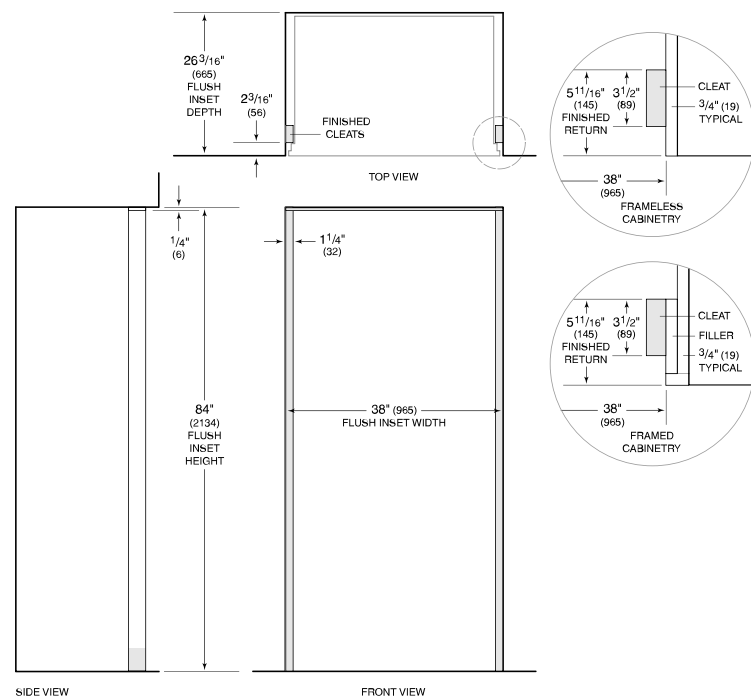 26 3/16"
(665)
FLUSH
INSET
DEPTH
2 3/16"
(56)
FINISHED
CLEATS
TOP VIEW
5 11/16"
(145)
FINISHED
RETURN
3 1/2"
(89)
CLEAT
3/4" (19)
TYPICAL
38"
(965)
FRAMELESS
CABINETRY
1/4"
(6)
1 1/4"
(32)
84"
(2134)
FLUSH
INSET
HEIGHT
38" (965)
FLUSH INSET WIDTH
5 11/16"
(145)
FINISHED
RETURN
3 1/2"
(89)
CLEAT
FILLER
3/4" (19)
TYPICAL
38"
(965)
FRAMED
CABINETRY
SIDE VIEW
FRONT VIEW